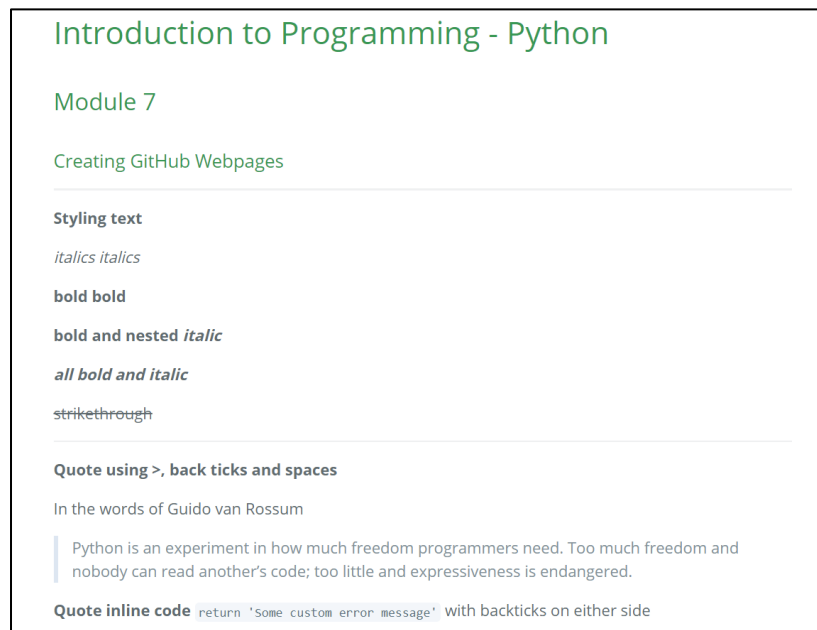 Introduction to Programming - Python
Module 7
Creating GitHub Webpages
Styling text
italics italics
bold bold
bold and nested italic
all bold and italic
strikethrough
Quote using >, back ticks and spaces
In the words of Guido van Rossum
Python is an experiment in how much freedom programmers need. Too much freedom and
nobody can read another’s code; too little and expressiveness is endangered.
Quote inline code return 'Some custom error message' with backticks on either side